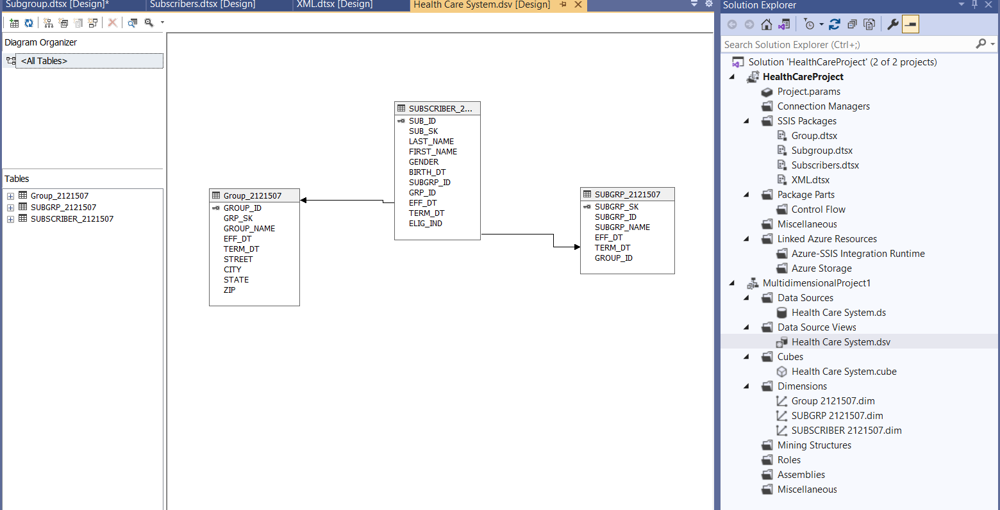 Subgroup.dtsx [Design]*
Subscribers.dtsx [Design]
XML.dtsx [Design]
Health Care System.dsv [Design]
Diagram Organizer
<All Tables>
Tables
Group_2121507
SUBGRP_2121507
SUBSCRIBER_2121507
Group_2121507
GROUP_ID
GRP_SK
GROUP_NAME
EFF_DT
TERM_DT
STREET
CITY
STATE
ZIP
SUBSCRIBER_2...
SUB_ID
SUB_SK
LAST_NAME
FIRST_NAME
GENDER
BIRTH_DT
SUBGRP_ID
GRP_ID
EFF_DT
TERM_DT
ELIG_IND
SUBGRP_2121507
SUBGRP_SK
SUBGRP_ID
SUBGRP_NAME
EFF_DT
TERM_DT
GROUP_ID
Solution Explorer
Search Solution Explorer (Ctrl+;)
Solution 'HealthCareProject' (2 of 2 projects)
HealthCareProject
Project.params
Connection Managers
SSIS Packages
Group.dtsx
Subgroup.dtsx
Subscribers.dtsx
XML.dtsx
Package Parts
Control Flow
Miscellaneous
Linked Azure Resources
Azure-SSIS Integration Runtime
Azure Storage
MultidimensionalProject1
Data Sources
Health Care System.ds
Data Source Views
Health Care System.dsv
Cubes
Health Care System.cube
Dimensions
Group 2121507.dim
SUBGRP 2121507.dim
SUBSCRIBER 2121507.dim
Mining Structures
Roles
Assemblies
Miscellaneous